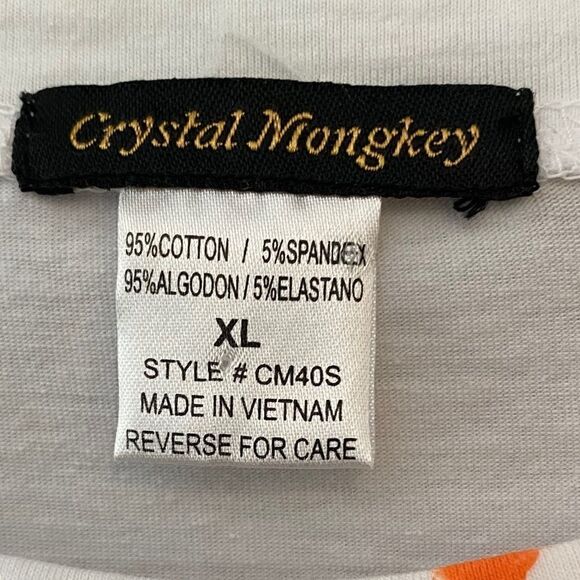 Crystal Mongkey
95%COTTON / 5%SPANDEX
95%ALGODON / 5%ELASTANO
XL
STYLE # CM40S
MADE IN VIETNAM
REVERSE FOR CARE